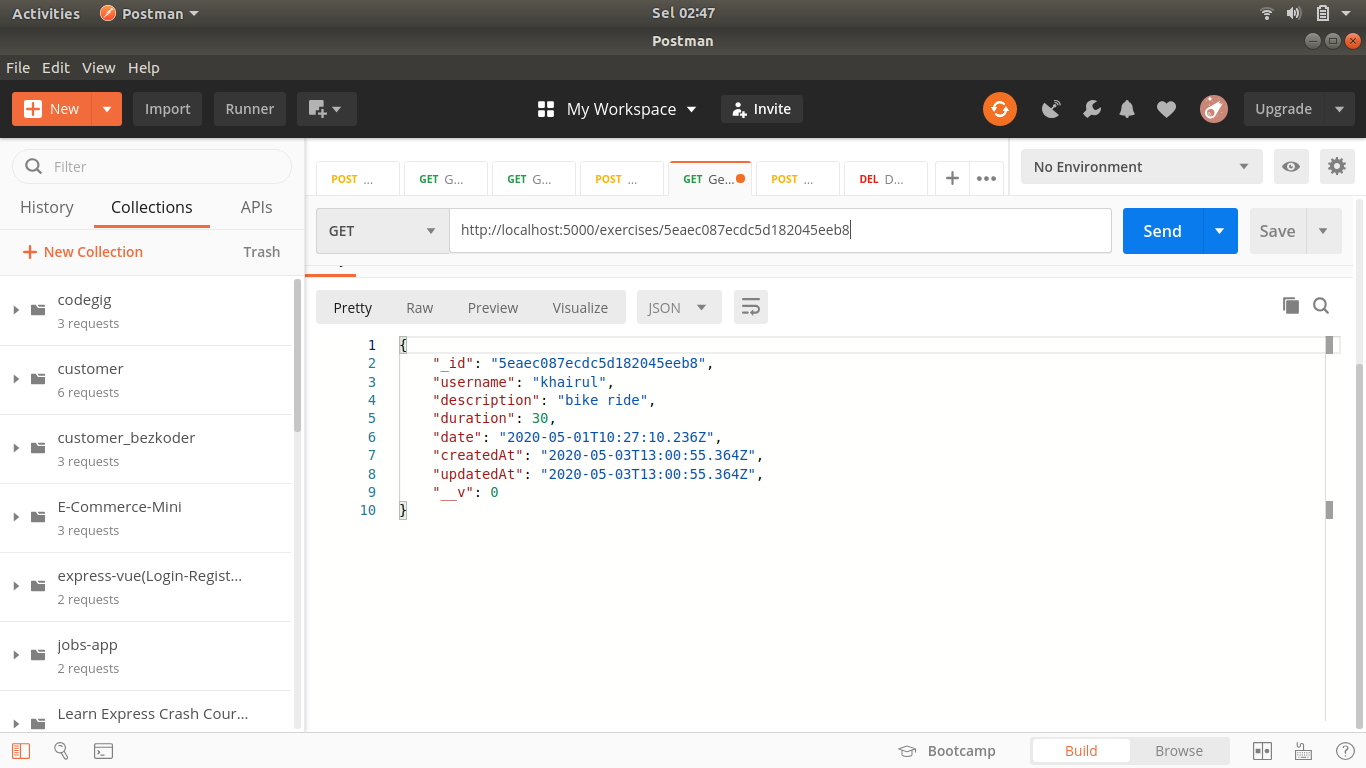 Activities Postman Sel 02:47
Postman
File Edit View Help
New Import Runner My Workspace Invite Upgrade
Filter
History Collections APIs
New Collection Trash
codegig
3 requests
customer
6 requests
customer_bezkoder
3 requests
E-Commerce-Mini
3 requests
express-vue(Login-Regist...
2 requests
jobs-app
2 requests
Learn Express Crash Cour...
POST ... GET G... GET G... POST ... GET Ge... POST ... DEL D... + •••
No Environment
GET http://localhost:5000/exercises/5eaec087ecdc5d182045eeb8 Send Save
Pretty Raw Preview Visualize JSON
1 {
2 "_id": "5eaec087ecdc5d182045eeb8",
3 "username": "khairul",
4 "description": "bike ride",
5 "duration": 30,
6 "date": "2020-05-01T10:27:10.236Z",
7 "createdAt": "2020-05-03T13:00:55.364Z",
8 "updatedAt": "2020-05-03T13:00:55.364Z",
9 "__v": 0
10 }
Bootcamp Build Browse